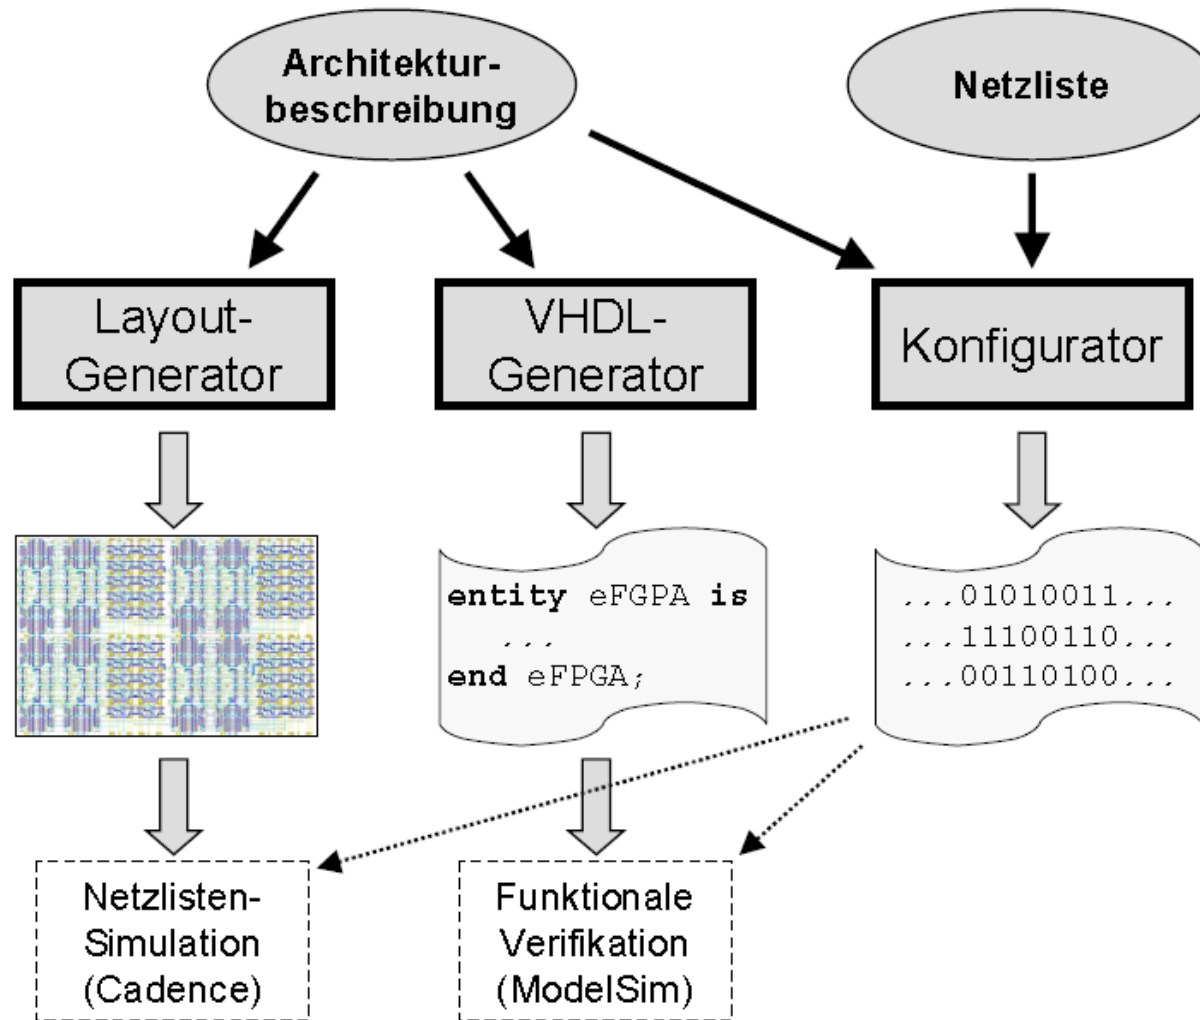 Architektur-
beschreibung
Netzliste
Layout-
Generator
VHDL-
Generator
Konfigurator
entity eFGPA is
...
end eFPGA;
...01010011...
...11100110...
...00110100...
Netzlisten-
Simulation
(Cadence)
Funktionale
Verifikation
(ModelSim)